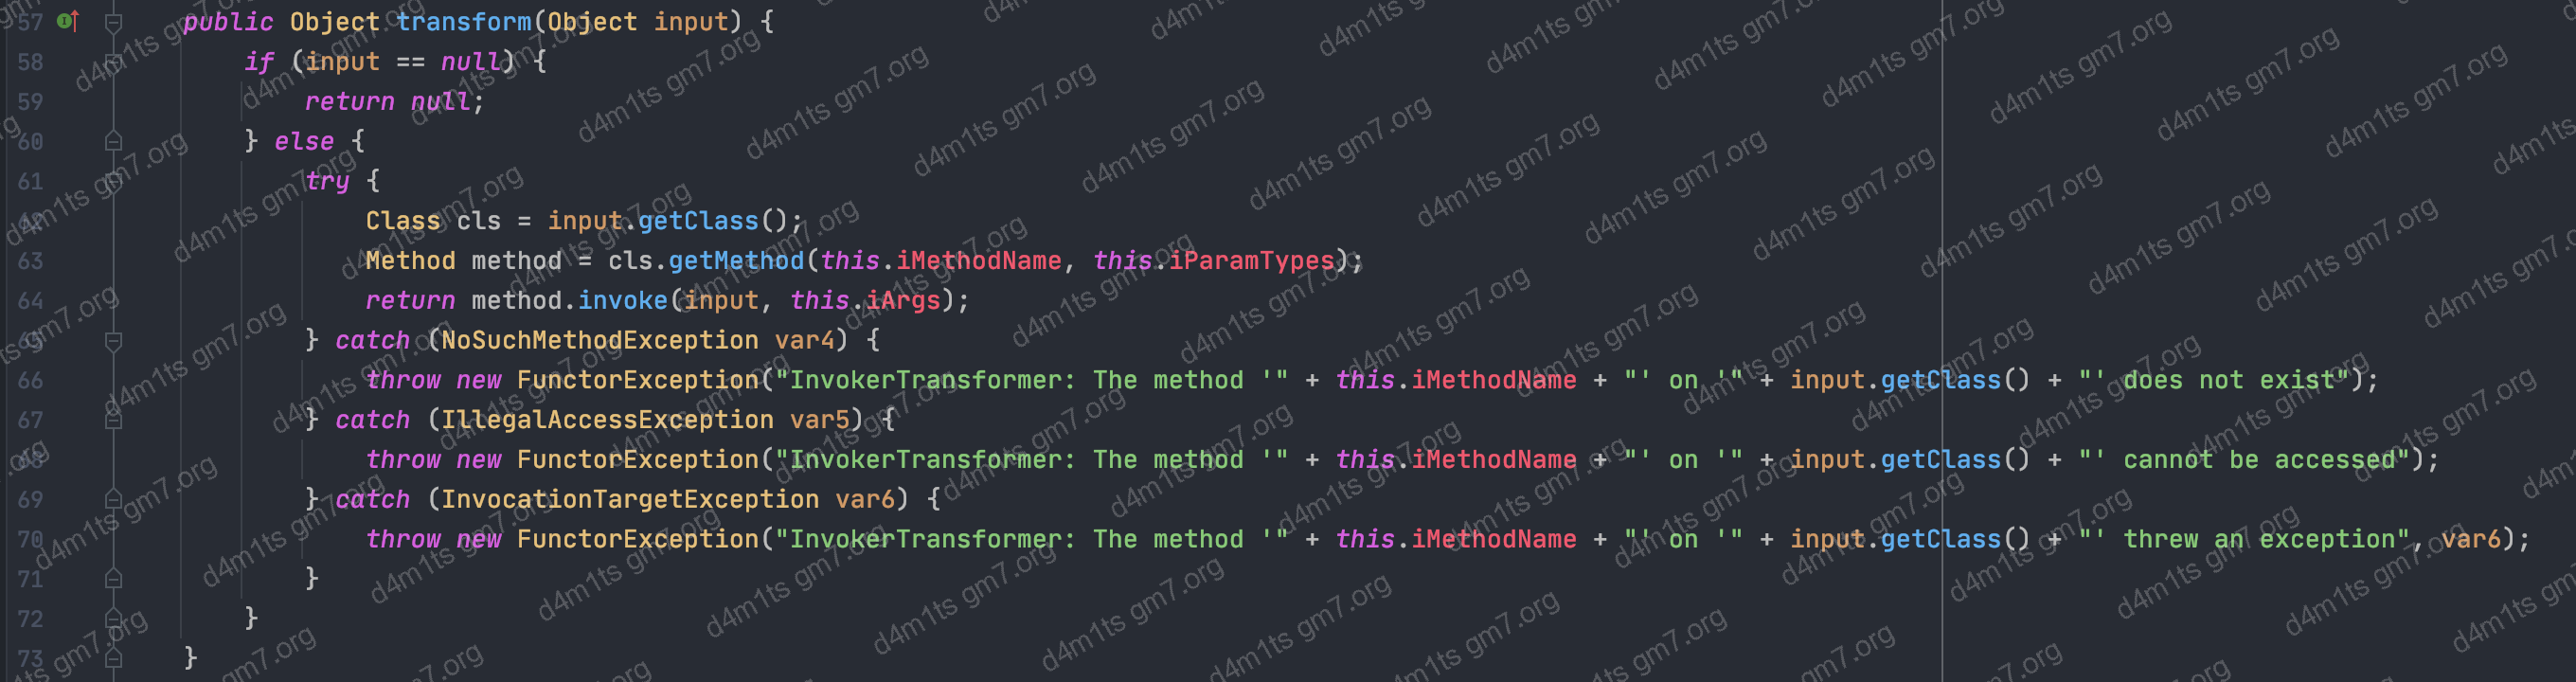 57 public Object transform(Object input) {
58 if (input == null) {
59 return null;
60 } else {
61 try {
62 Class cls = input.getClass();
63 Method method = cls.getMethod(this.iMethodName, this.iParamTypes);
64 return method.invoke(input, this.iArgs);
65 } catch (NoSuchMethodException var4) {
66 throw new FunctorException("InvokerTransformer: The method '" + this.iMethodName + "' on '" + input.getClass() + "' does not exist");
67 } catch (IllegalAccessException var5) {
68 throw new FunctorException("InvokerTransformer: The method '" + this.iMethodName + "' on '" + input.getClass() + "' cannot be accessed");
69 } catch (InvocationTargetException var6) {
70 throw new FunctorException("InvokerTransformer: The method '" + this.iMethodName + "' on '" + input.getClass() + "' threw an exception", var6);
71 }
72 }
73 }
d4m1ts gm7.org